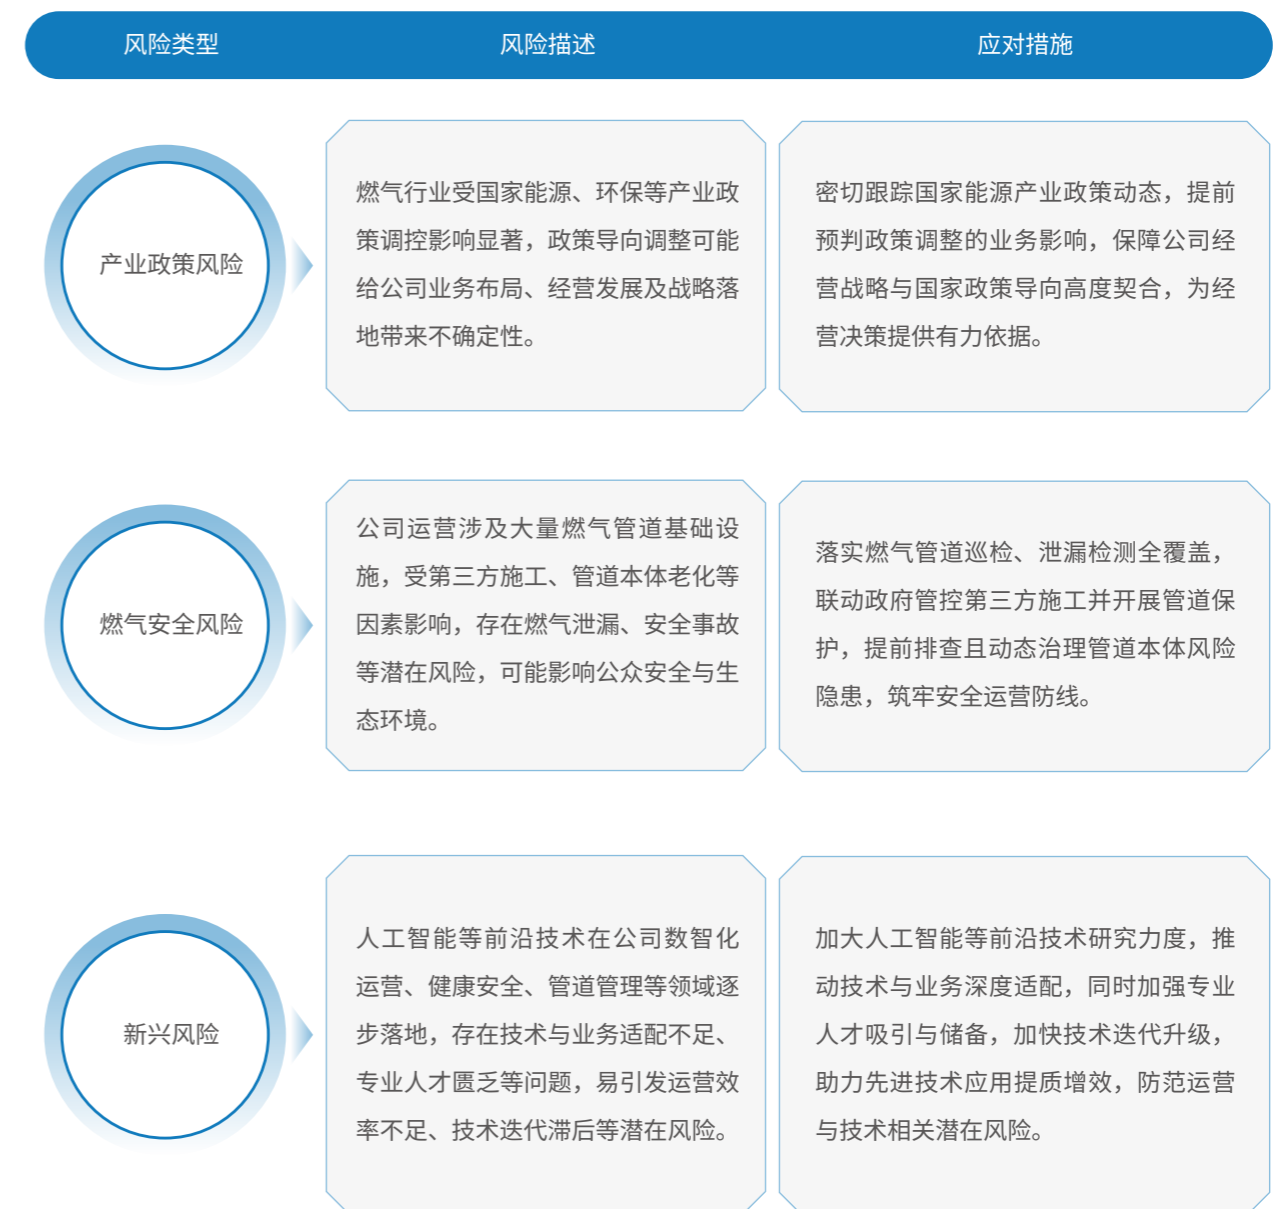 风险类型 风险描述 应对措施
产业政策风险
燃气行业受国家能源、环保等产业政
策调控影响显著，政策导向调整可能
给公司业务布局、经营发展及战略落
地带来不确定性。
密切跟踪国家能源产业政策动态，提前
预判政策调整的业务影响，保障公司经
营战略与国家政策导向高度契合，为经
营决策提供有力依据。
燃气安全风险
公司运营涉及大量燃气管道基础设
施，受第三方施工、管道本体老化等
因素影响，存在燃气泄漏、安全事故
等潜在风险，可能影响公众安全与生
态环境。
落实燃气管道巡检、泄漏检测全覆盖，
联动政府管控第三方施工并开展管道保
护，提前排查且动态治理管道本体风险
隐患，筑牢安全运营防线。
新兴风险
人工智能等前沿技术在公司数智化
运营、健康安全、管道管理等领域逐
步落地，存在技术与业务适配不足、
专业人才匮乏等问题，易引发运营效
率不足、技术迭代滞后等潜在风险。
加大人工智能等前沿技术研究力度，推
动技术与业务深度适配，同时加强专业
人才吸引与储备，加快技术迭代升级，
助力先进技术应用提质增效，防范运营
与技术相关潜在风险。